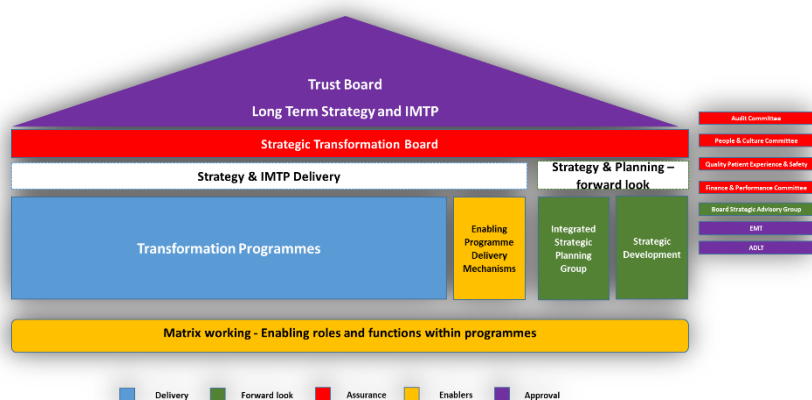 Trust Board
Long Term Strategy and IMTP
Strategic Transformation Board
Strategy & IMTP Delivery
Strategy & Planning –
forward look
Transformation Programmes
Enabling
Programme
Delivery
Mechanisms
Integrated
Strategic
Planning
Group
Strategic
Development
Matrix working - Enabling roles and functions within programmes
Audit Committee
People & Culture Committee
Quality Patient Experience & Safety
Finance & Performance Committee
Board Strategic Advisory Group
EMT
ADLT
Delivery
Forward look
Assurance
Enablers
Approval